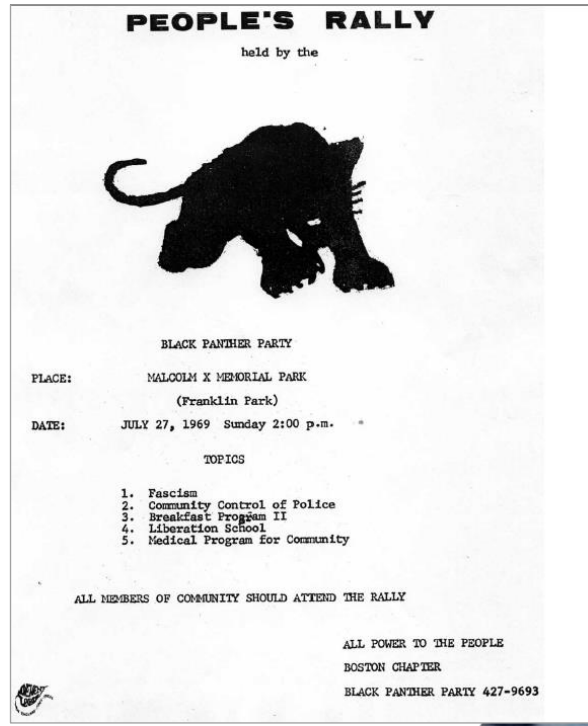 PEOPLE'S RALLY
held by the
BLACK PANTHER PARTY
PLACE: MALCOLM X MEMORIAL PARK
(Franklin Park)
DATE: JULY 27, 1969 Sunday 2:00 p.m.
TOPICS
1. Fascism
2. Community Control of Police
3. Breakfast Program II
4. Liberation School
5. Medical Program for Community
ALL MEMBERS OF COMMUNITY SHOULD ATTEND THE RALLY
ALL POWER TO THE PEOPLE
BOSTON CHAPTER
BLACK PANTHER PARTY 427-9693